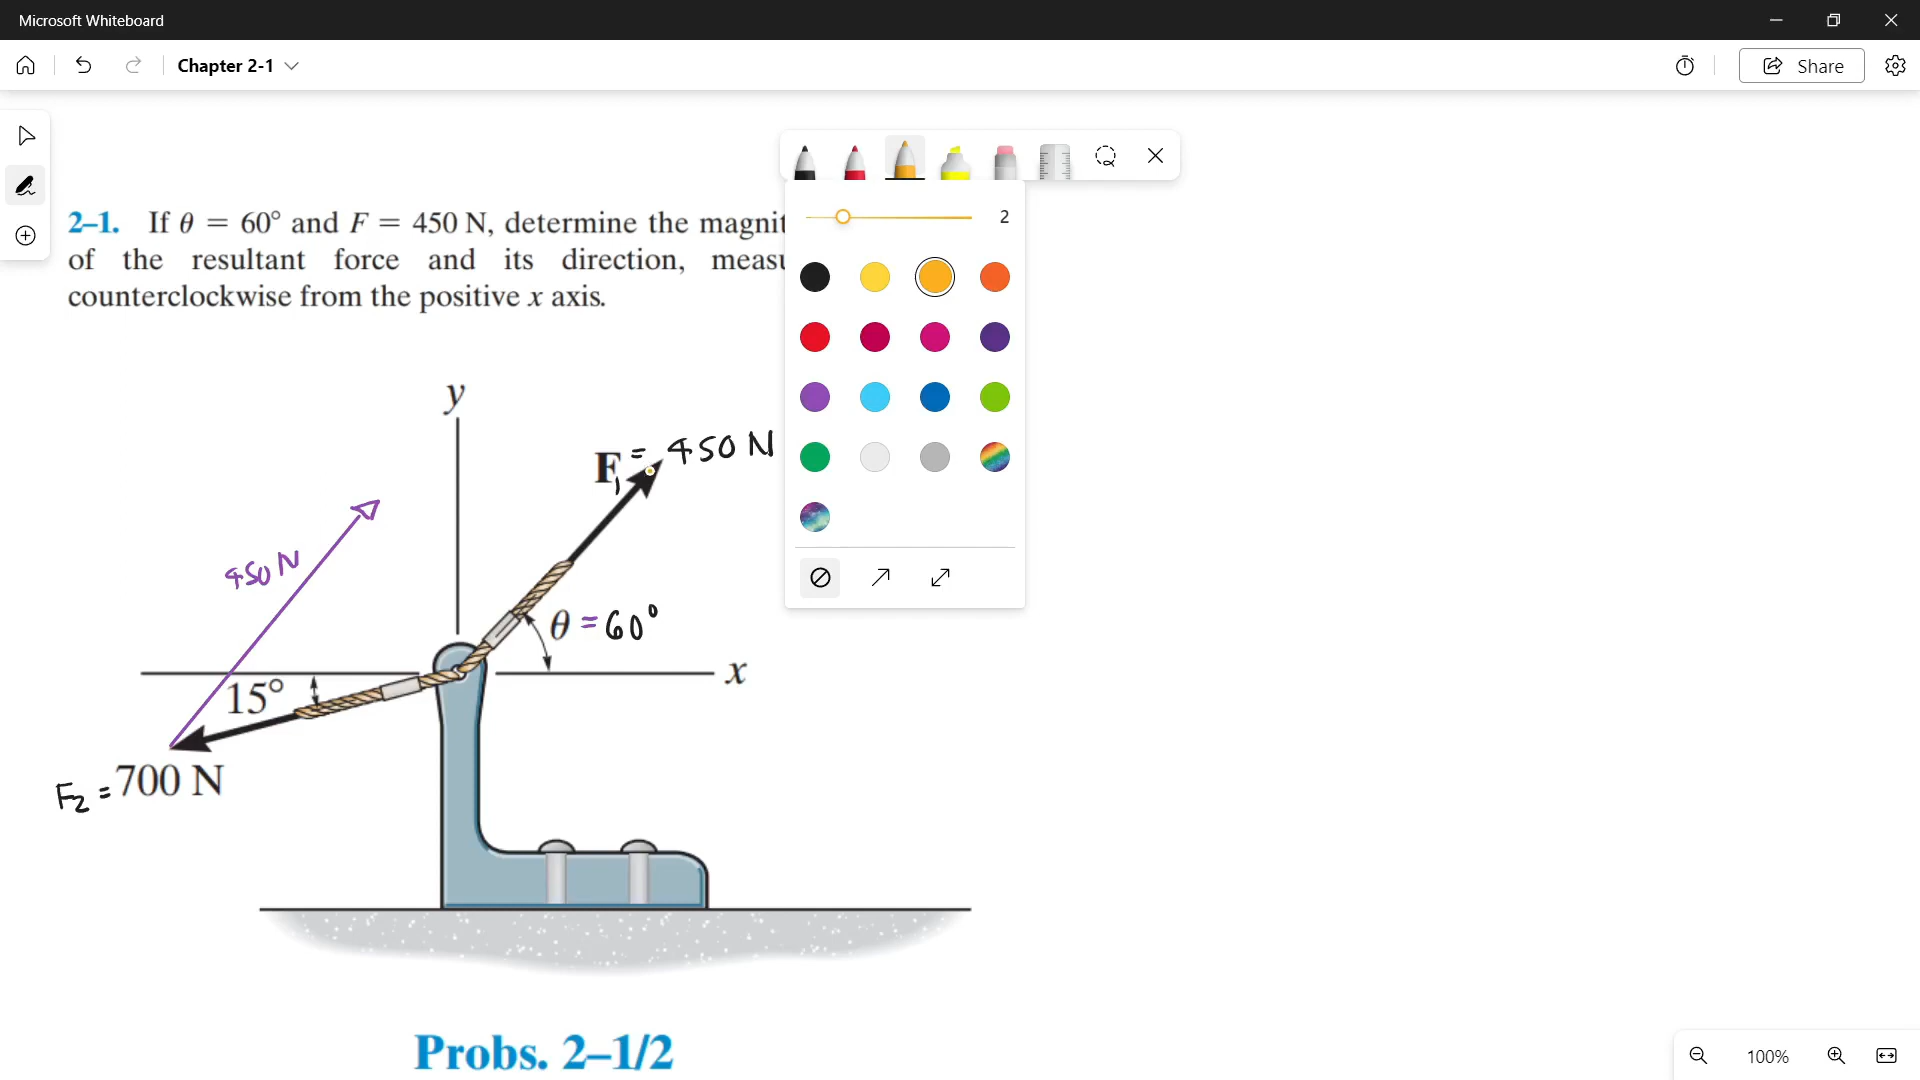 Microsoft Whiteboard
Chapter 2-1
Share
2
2–1. If θ = 60° and F = 450 N, determine the magnit
of the resultant force and its direction, measu
counterclockwise from the positive x axis.
y
F₁ = 450 N
450 N
θ = 60°
x
15°
F₂ = 700 N
Probs. 2–1/2
100%